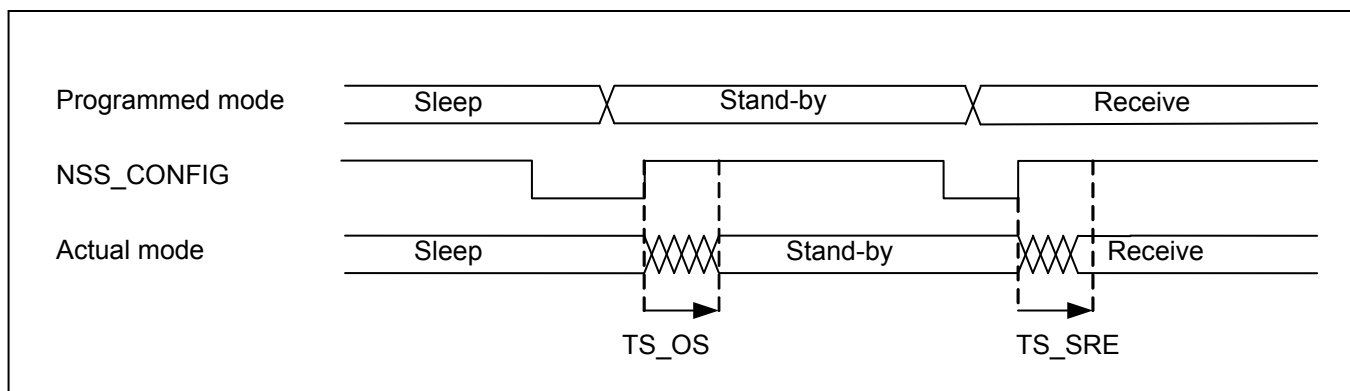 Programmed mode
Sleep
Stand-by
Receive
NSS_CONFIG
Actual mode
Sleep
Stand-by
Receive
TS_OS
TS_SRE